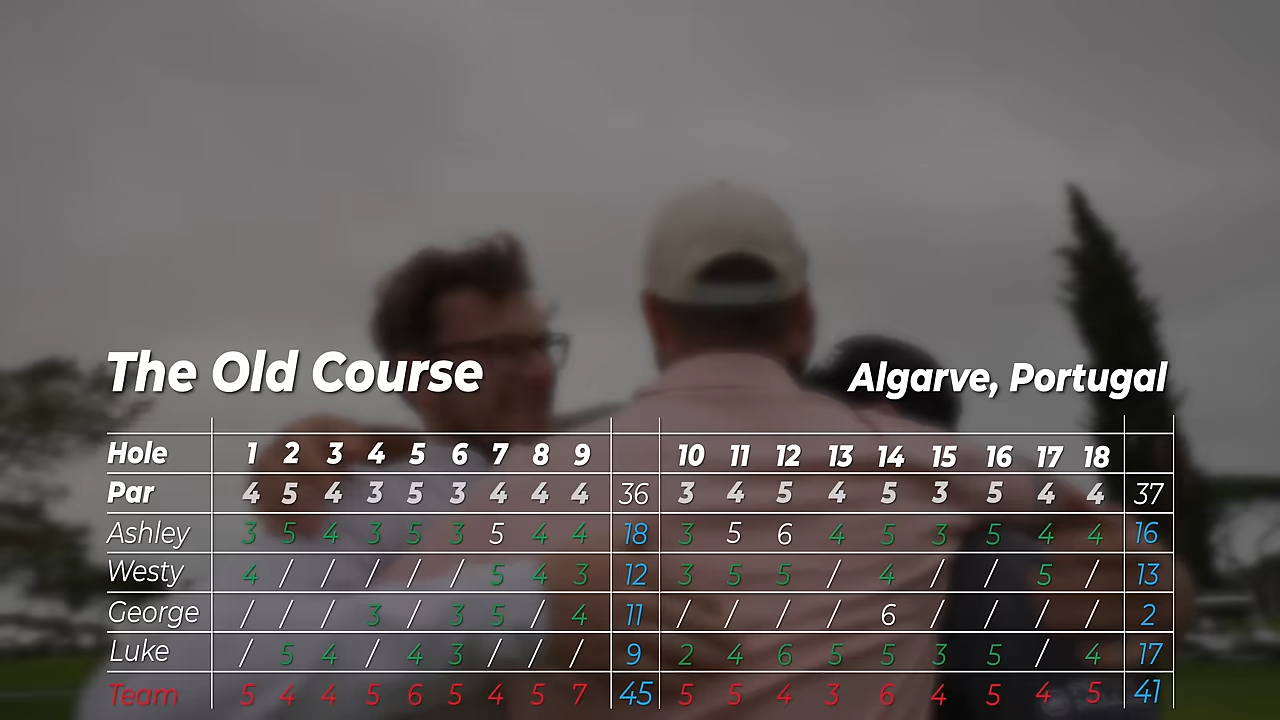 The Old Course Algarve, Portugal
Hole 1 2 3 4 5 6 7 8 9 10 11 12 13 14 15 16 17 18
Par 4 5 4 3 5 3 4 4 4 36 3 4 5 4 5 3 5 4 4 37
Ashley 3 5 4 3 5 3 5 4 4 18 3 5 6 4 5 3 5 4 4 16
Westy 4 / / / / / 5 4 3 12 3 5 5 / 4 / / 5 / 13
George / / / 3 / 3 5 / 4 11 / / / / 6 / / / / 2
Luke / 5 4 / 4 3 / / / 9 2 4 6 5 5 3 5 / 4 17
Team 5 4 4 5 6 5 4 5 7 45 5 5 4 3 6 4 5 4 5 41